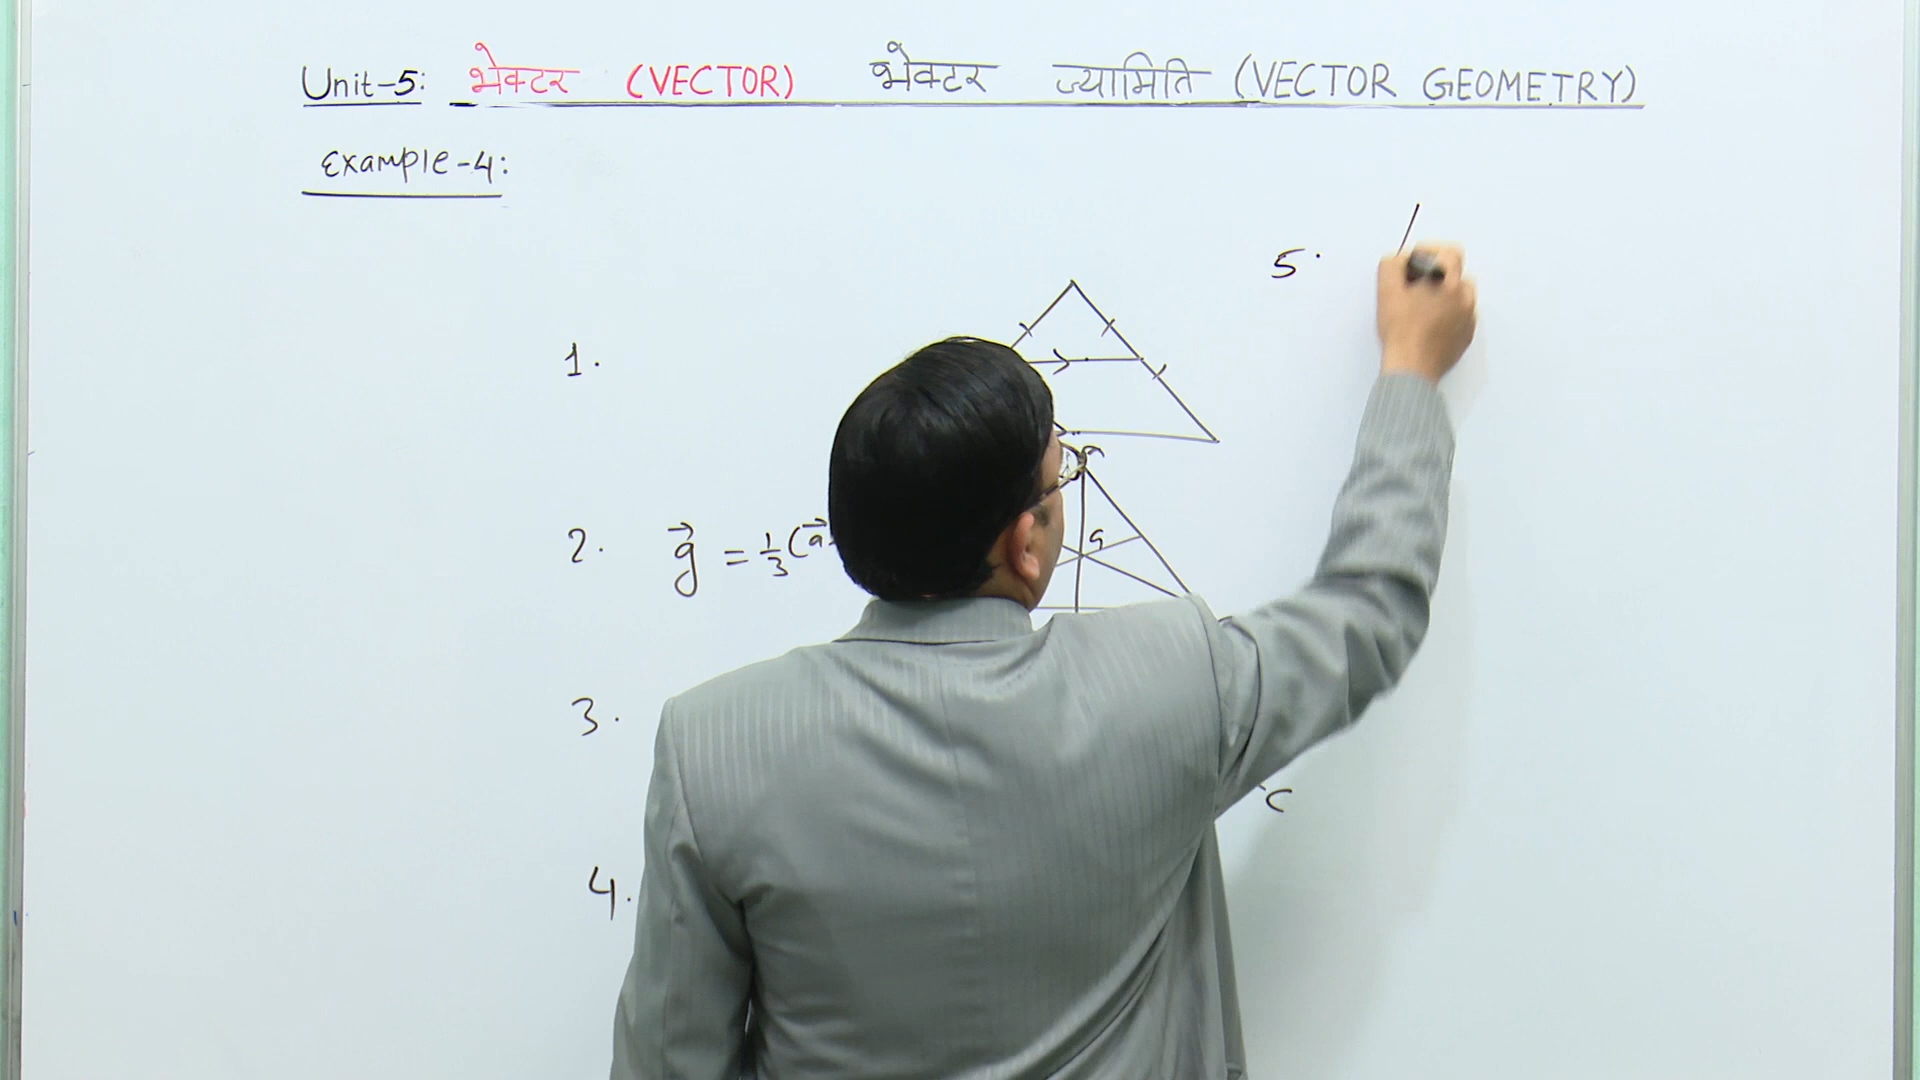 Unit-5: भेक्टर (VECTOR) भेक्टर ज्यामिति (VECTOR GEOMETRY)
Example-4:
5.
1.
2. g⃗ = 1/3 (a⃗
G
3.
C
4.